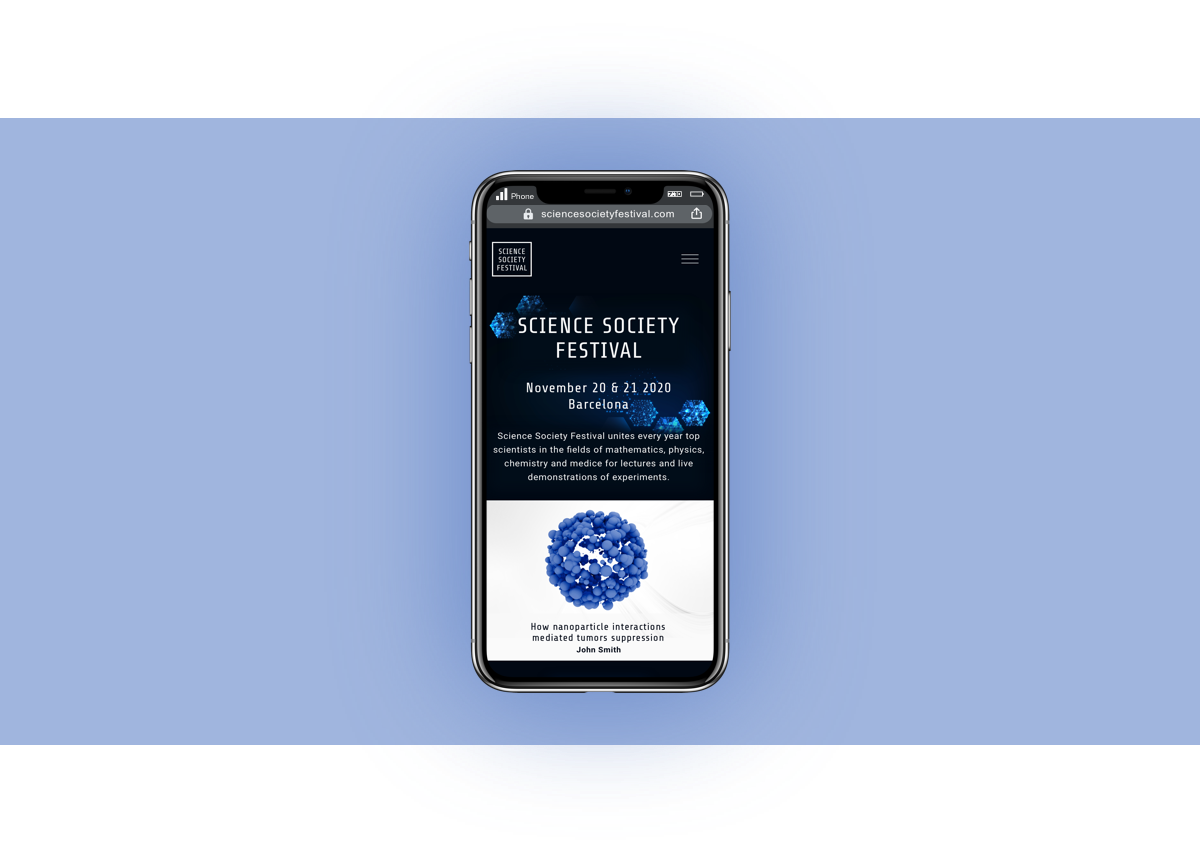 Phone
sciencesocietyfestival.com
SCIENCE
SOCIETY
FESTIVAL
SCIENCE SOCIETY
FESTIVAL
November 20 & 21 2020
Barcelona
Science Society Festival unites every year top
scientists in the fields of mathematics, physics,
chemistry and medice for lectures and live
demonstrations of experiments.
How nanoparticle interactions
mediated tumors suppression
John Smith